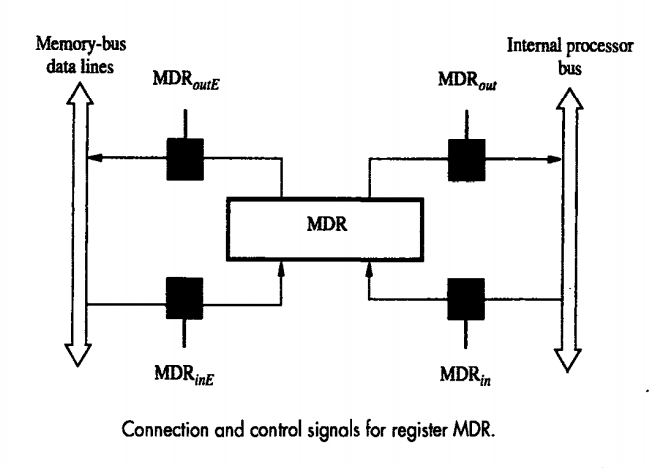 Memory-bus
data lines
Internal processor
bus
MDRoutE
MDRout
MDR
MDRinE
MDRin
Connection and control signals for register MDR.